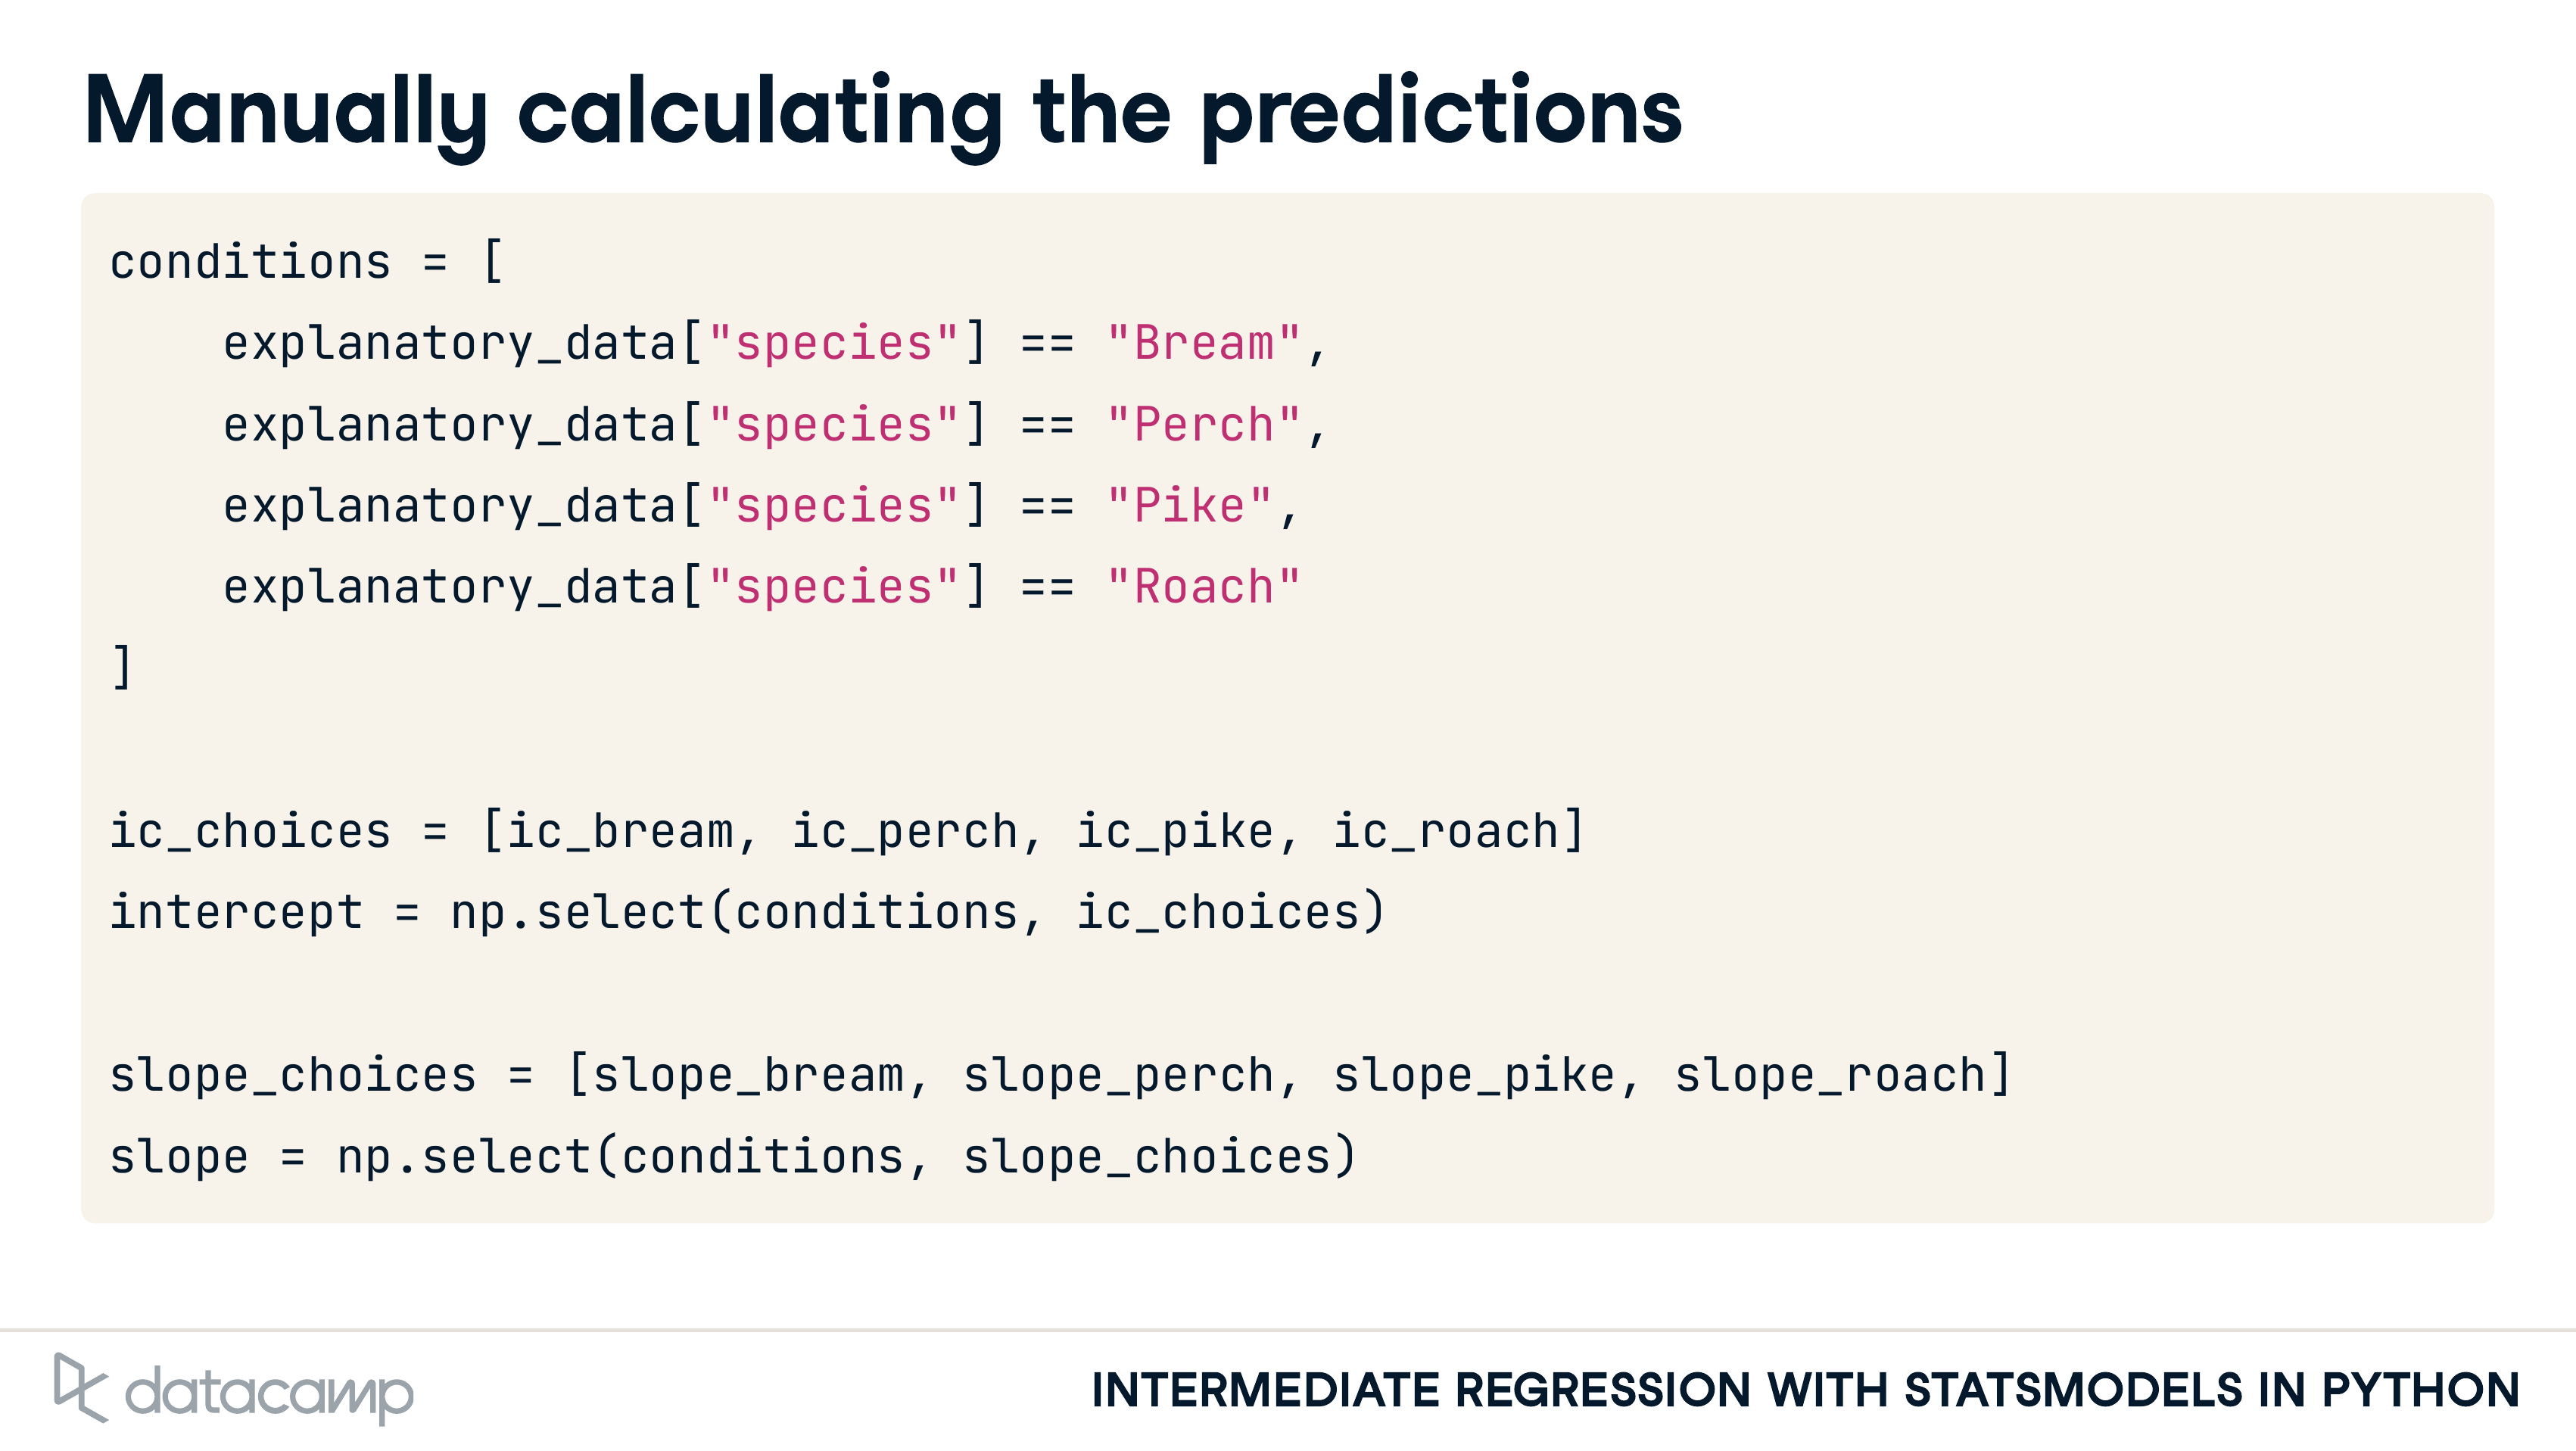 Manually calculating the predictions
conditions = [
    explanatory_data["species"] == "Bream",
    explanatory_data["species"] == "Perch",
    explanatory_data["species"] == "Pike",
    explanatory_data["species"] == "Roach"
]
ic_choices = [ic_bream, ic_perch, ic_pike, ic_roach]
intercept = np.select(conditions, ic_choices)
slope_choices = [slope_bream, slope_perch, slope_pike, slope_roach]
slope = np.select(conditions, slope_choices)
datacamp
INTERMEDIATE REGRESSION WITH STATSMODELS IN PYTHON